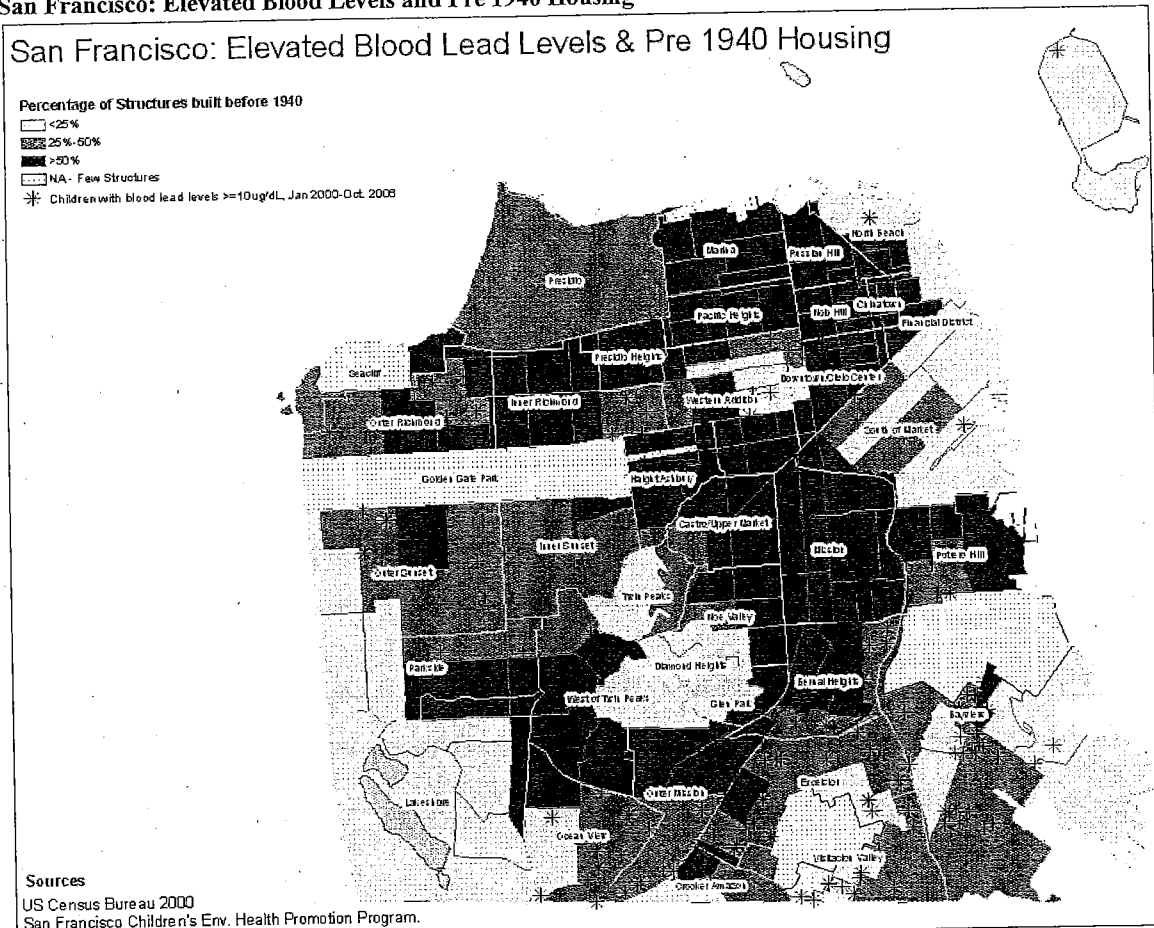 San Francisco: Elevated Blood Levels and Pre 1940 Housing
San Francisco: Elevated Blood Lead Levels & Pre 1940 Housing
Percentage of Structures built before 1940
<25%
25%-50%
>50%
NA - Few Structures
Children with blood lead levels >=10ug/dL, Jan 2000-Oct. 2006
North Beach
Marina
Russian Hill
Presidio
Chinatown
Pacific Heights
Nob Hill
Financial District
Presidio Heights
Seacliff
Downtown/Civic Center
Inner Richmond
Western Addition
Outer Richmond
South of Market
Golden Gate Park
Haight Ashbury
Castro/Upper Market
Inner Sunset
Mission
Potero Hill
Outer Sunset
Twin Peaks
Noe Valley
Diamond Heights
Parkside
Bernal Heights
West of Twin Peaks
Glen Park
Bayview
Excelsior
Outer Mission
Lakeshore
Ocean View
Visitacion Valley
Crocker Amazon
Sources
US Census Bureau 2000
San Francisco Children's Env. Health Promotion Program.